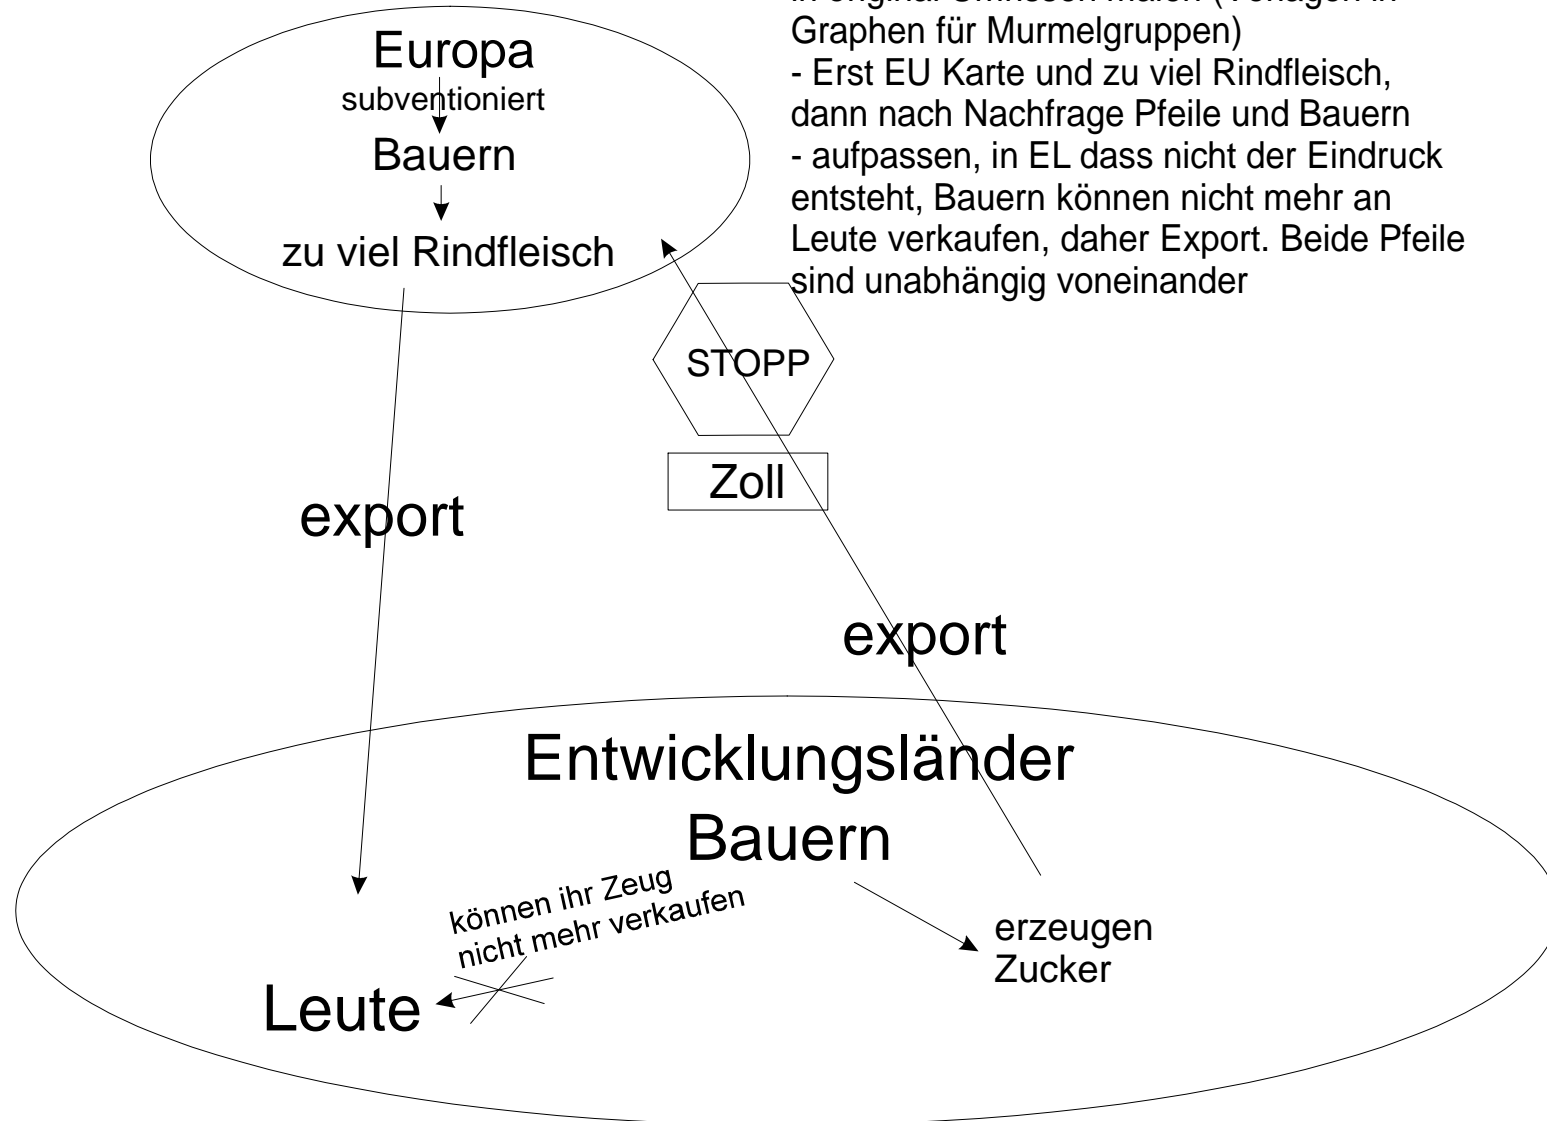 Graphen für Murmelgruppen)
- Erst EU Karte und zu viel Rindfleisch,
dann nach Nachfrage Pfeile und Bauern
- aufpassen, in EL dass nicht der Eindruck
entsteht, Bauern können nicht mehr an
Leute verkaufen, daher Export. Beide Pfeile
sind unabhängig voneinander
Europa
subventioniert
Bauern
zu viel Rindfleisch
STOPP
Zoll
export
export
Entwicklungsländer
Bauern
können ihr Zeug
nicht mehr verkaufen
erzeugen
Zucker
Leute